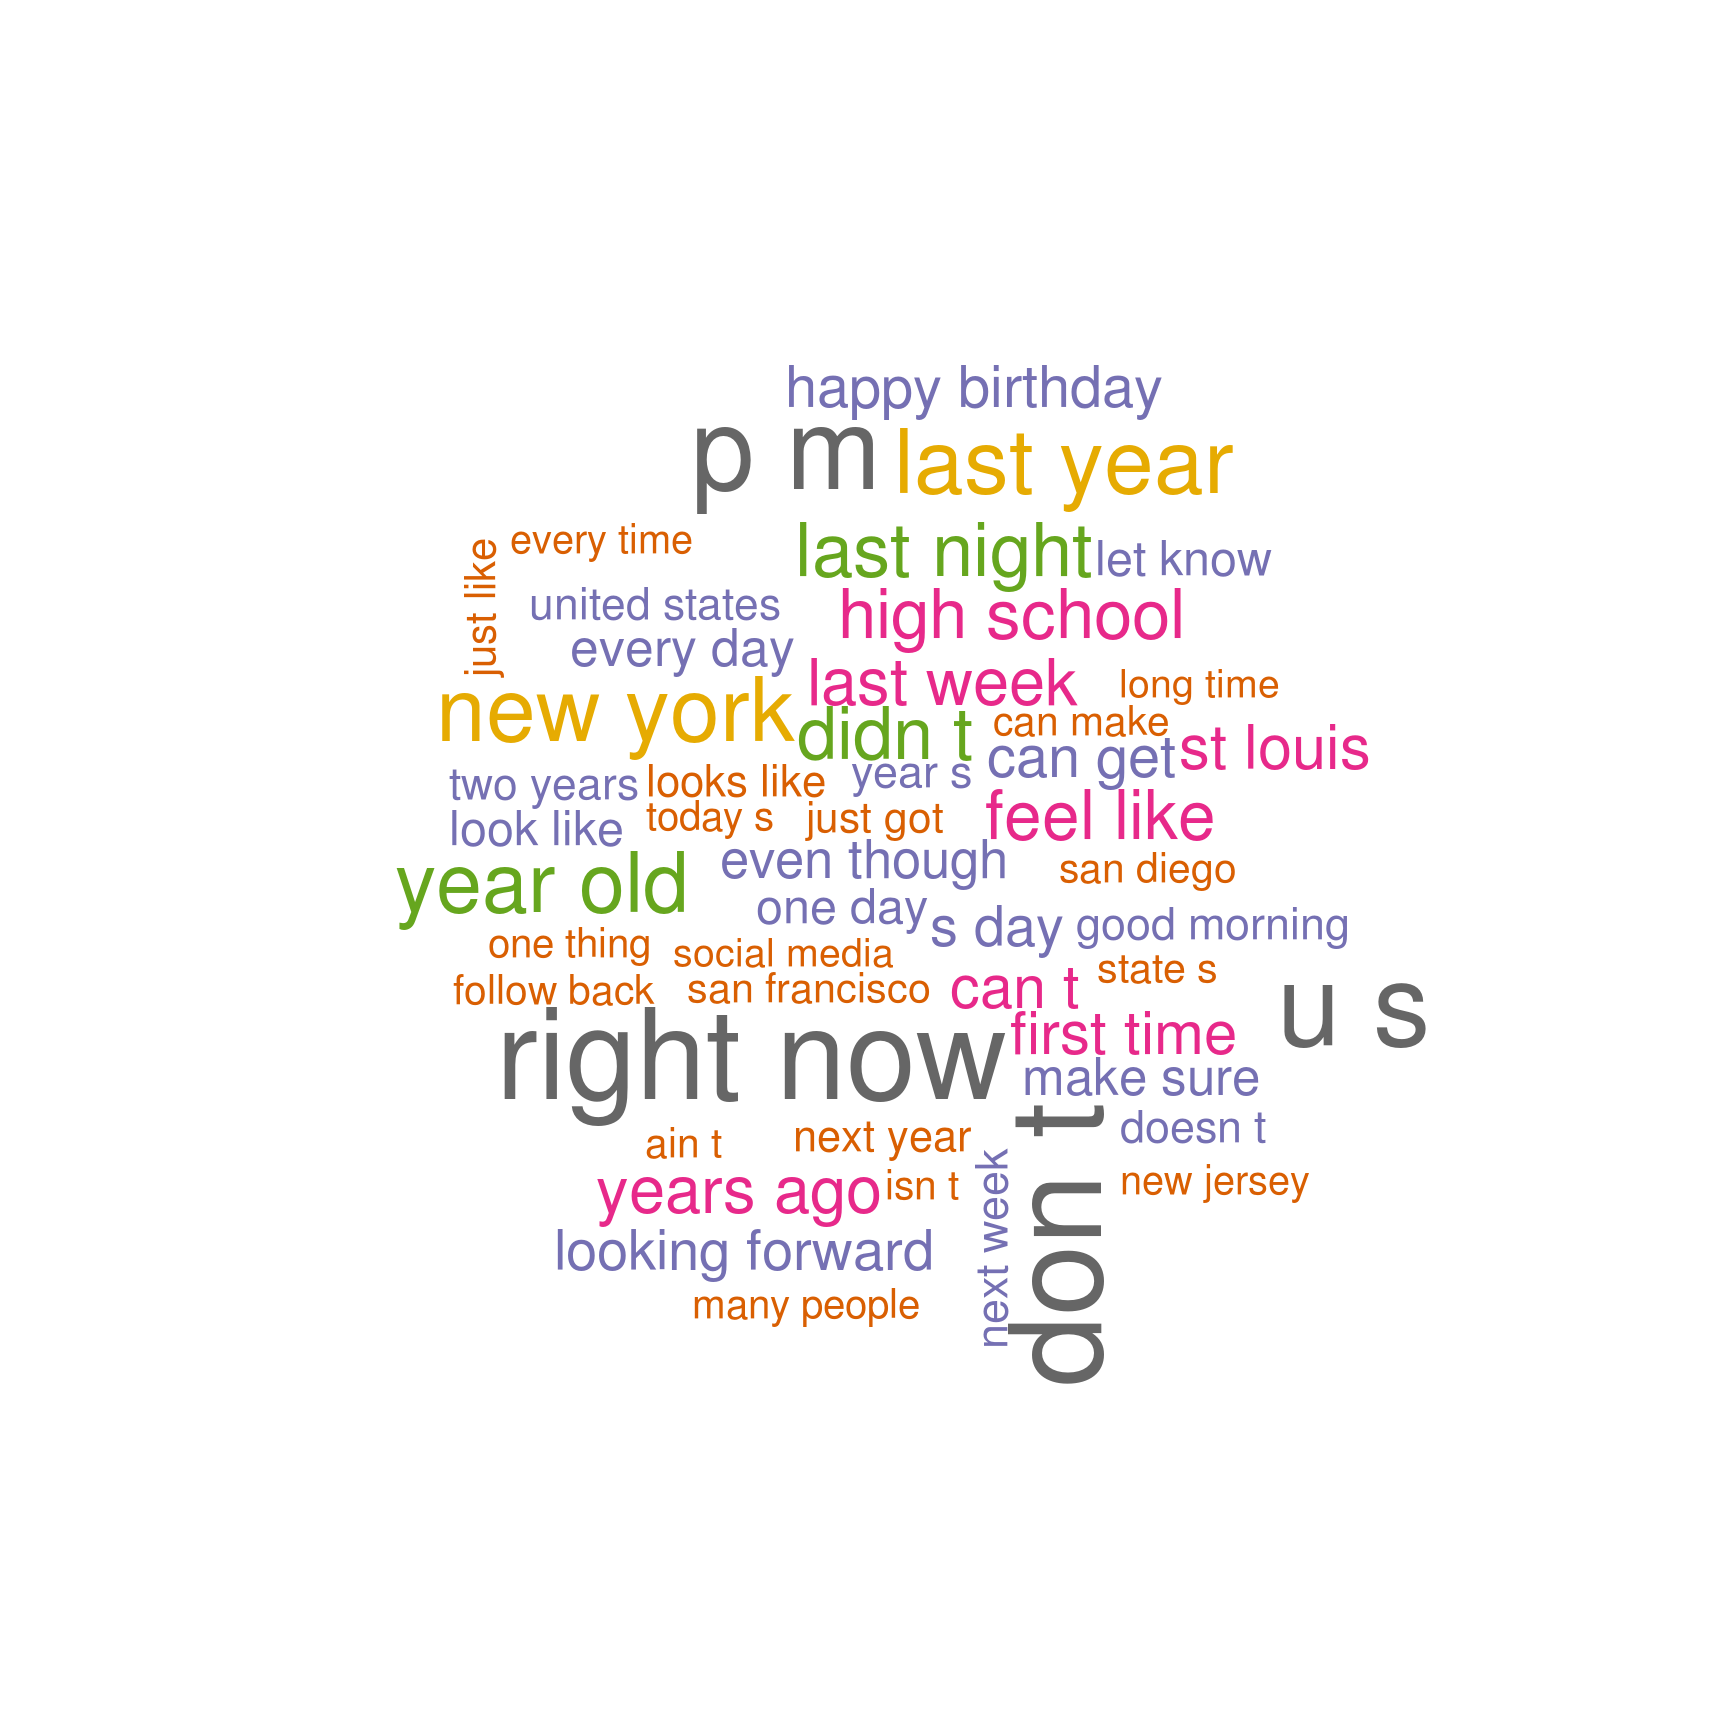 happy birthday
p m
last year
every time
last night
let know
just like
united states
high school
every day
last week
long time
new york
didn t
can make
can get
st louis
two years
looks like
year s
look like
today s
just got
feel like
year old
even though
san diego
one day
s day
good morning
one thing
social media
state s
follow back
san francisco
can t
u s
right now
first time
make sure
don t
doesn t
ain t
next year
next week
new jersey
years ago
isn t
looking forward
many people